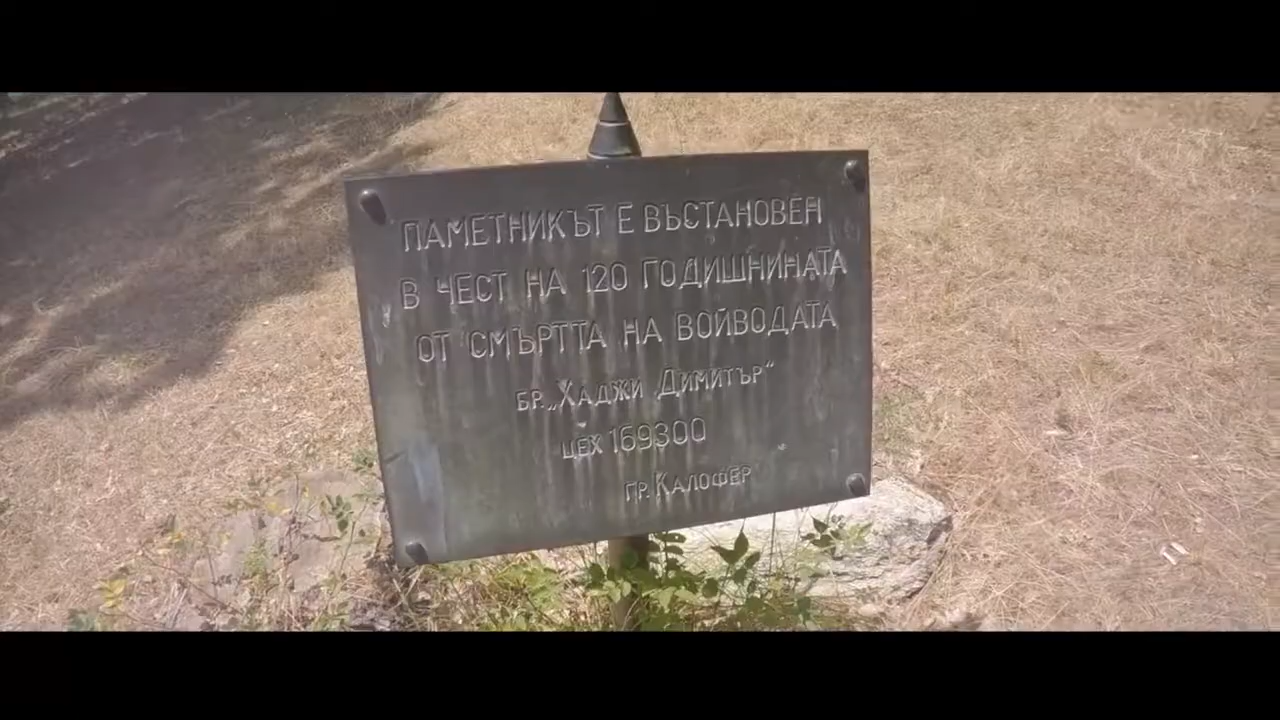 ПАМЕТНИКЪТ Е ВЪСТАНОВЕН
В ЧЕСТ НА 120 ГОДИШНИНАТА
ОТ СМЪРТТА НА ВОЙВОДАТА
БР. „ХАДЖИ ДИМИТЪР“
ЦЕХ 169300
ГР. КАЛОФЕР